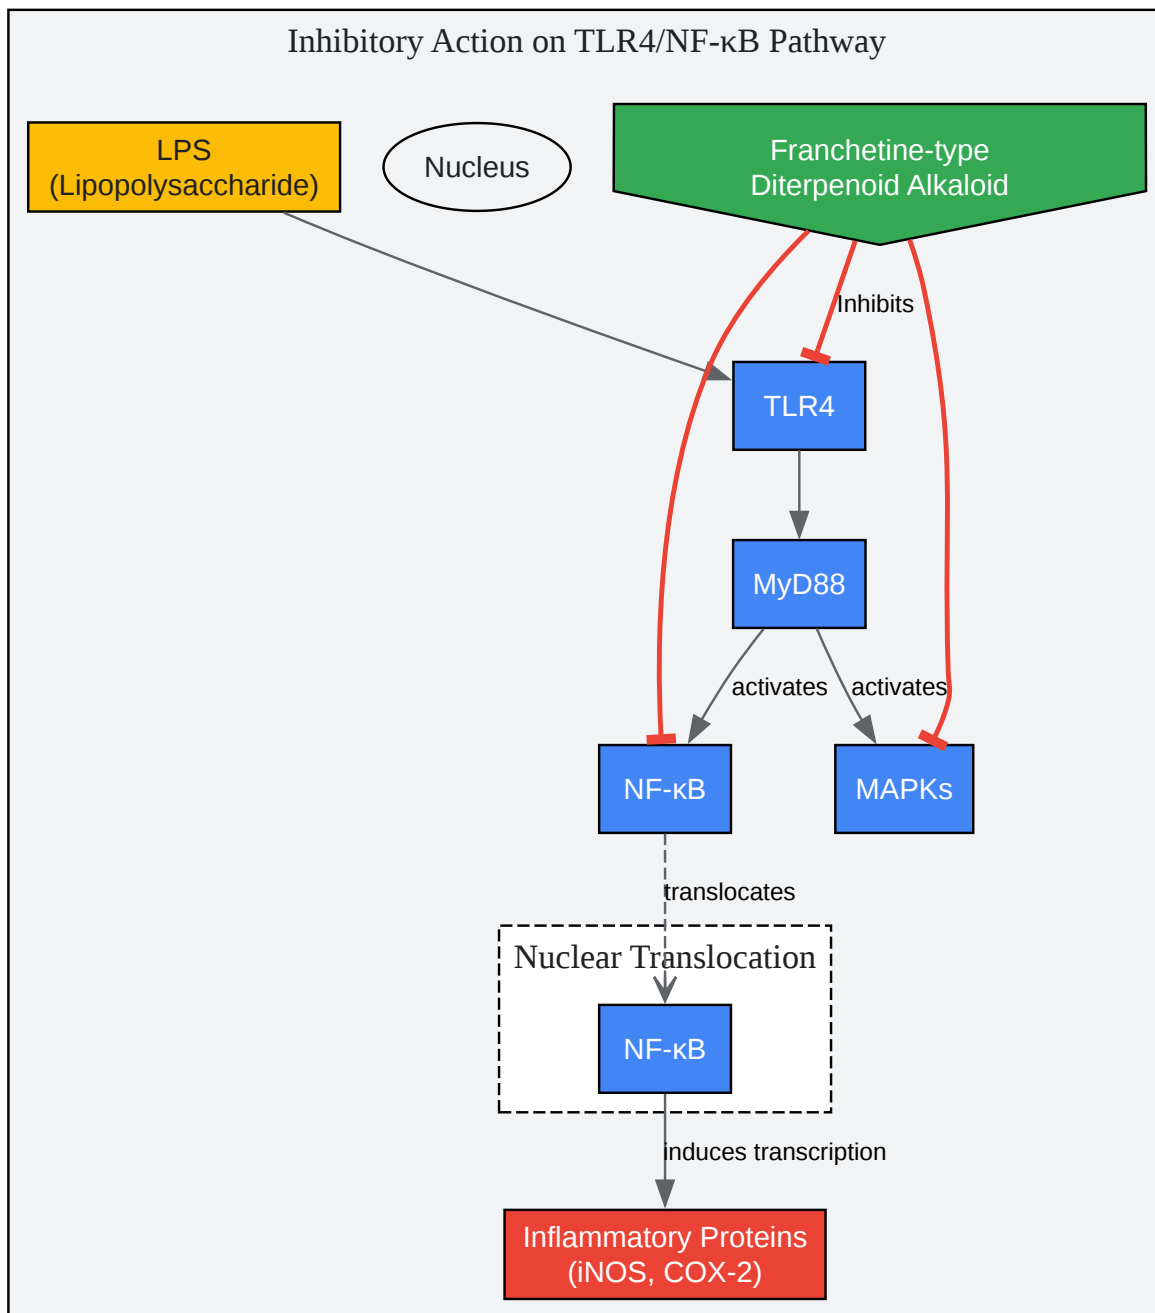 Inhibitory Action on TLR4/NF-κB Pathway
LPS
(Lipopolysaccharide)
Nucleus
Franchetine-type
Diterpenoid Alkaloid
Inhibits
TLR4
MyD88
activates
activates
NF-κB
MAPKs
translocates
Nuclear Translocation
NF-κB
induces transcription
Inflammatory Proteins
(iNOS, COX-2)